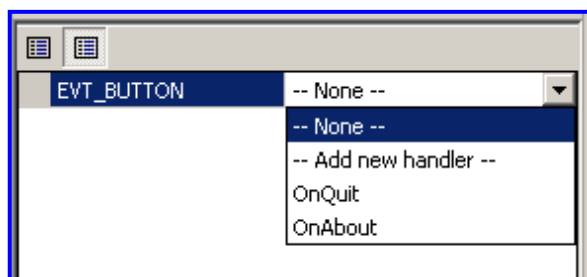 EVT_BUTTON -- None --
-- None --
-- Add new handler --
OnQuit
OnAbout